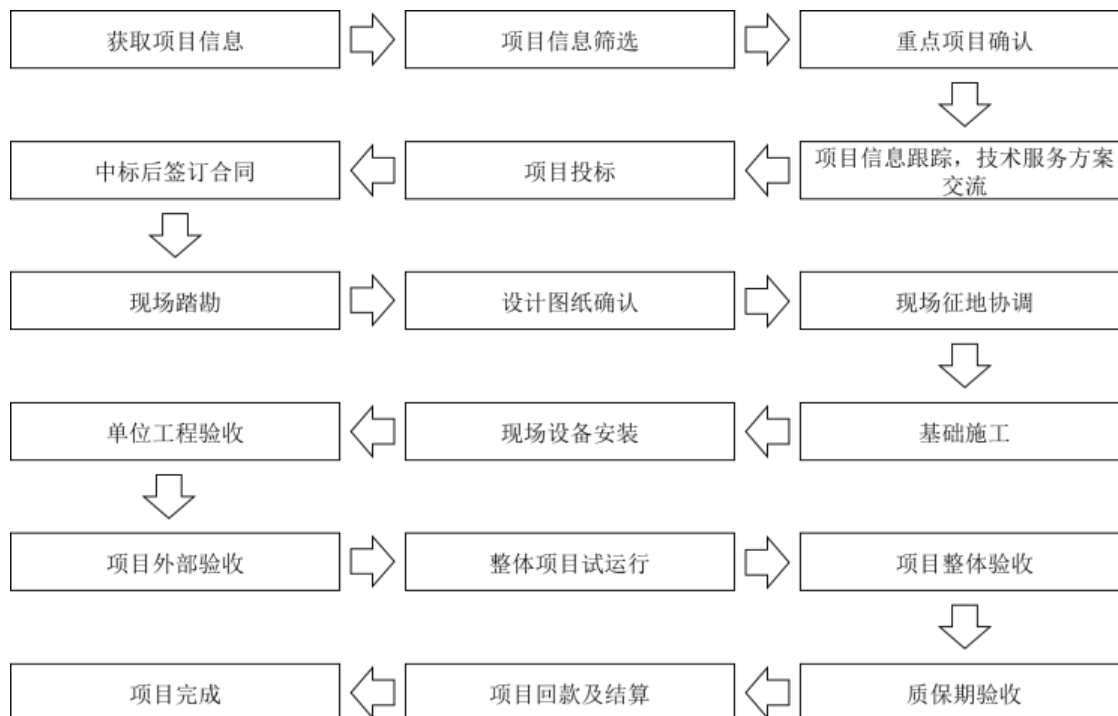 获取项目信息
项目信息筛选
重点项目确认
项目信息跟踪，技术服务方案
交流
项目投标
中标后签订合同
现场踏勘
设计图纸确认
现场征地协调
基础施工
现场设备安装
单位工程验收
项目外部验收
整体项目试运行
项目整体验收
质保期验收
项目回款及结算
项目完成